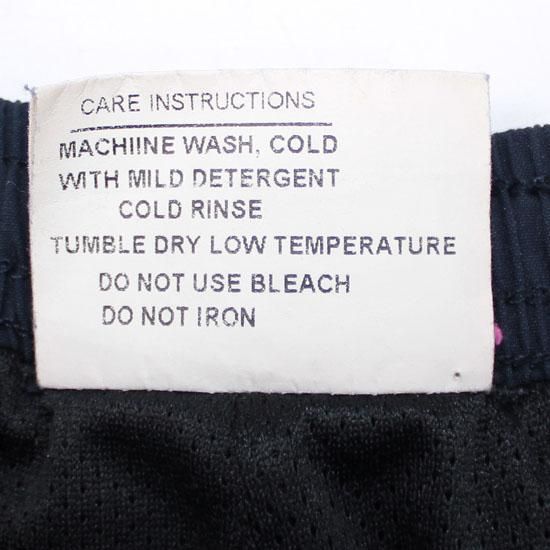 CARE INSTRUCTIONS
MACHIINE WASH, COLD
WITH MILD DETERGENT
COLD RINSE
TUMBLE DRY LOW TEMPERATURE
DO NOT USE BLEACH
DO NOT IRON